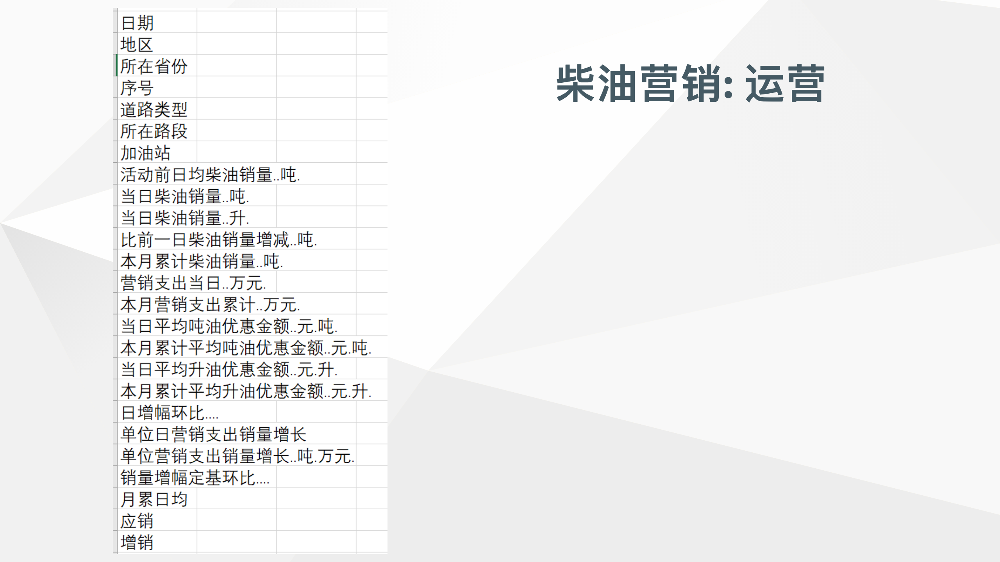 柴油营销: 运营
日期
地区
所在省份
序号
道路类型
所在路段
加油站
活动前日均柴油销量..吨.
当日柴油销量..吨.
当日柴油销量..升.
比前一日柴油销量增减..吨.
本月累计柴油销量..吨.
营销支出当日..万元.
本月营销支出累计..万元.
当日平均吨油优惠金额..元.吨.
本月累计平均吨油优惠金额..元.吨.
当日平均升油优惠金额..元.升.
本月累计平均升油优惠金额..元.升.
日增幅环比....
单位日营销支出销量增长
单位营销支出销量增长..吨.万元.
销量增幅定基环比....
月累日均
应销
增销